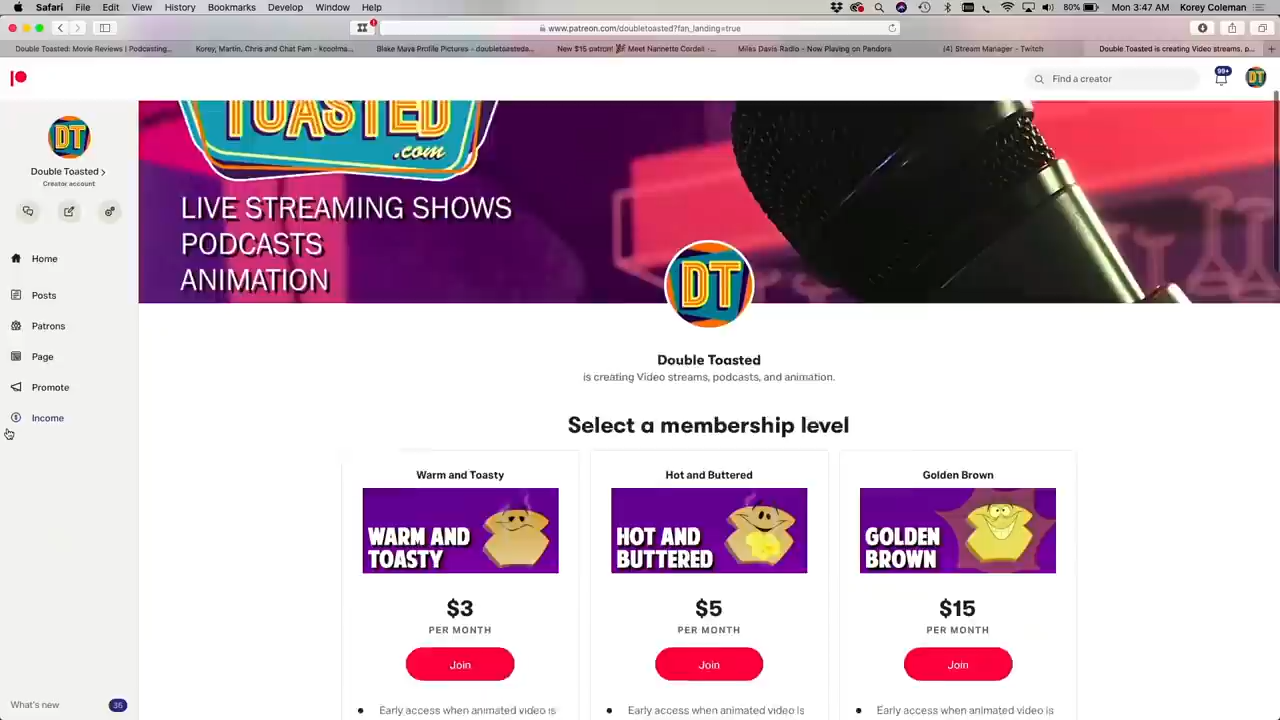 Safari File Edit View History Bookmarks Develop Window Help
80% Mon 3:47 AM Korey Coleman
www.patreon.com/doubletoasted?fan_landing=true
Double Toasted: Movie Reviews | Podcasting...
Korey, Martin, Chris and Chat Fam - koolma...
Bleke Maya Profile Pictures - doubletoasteda...
New $15 patron! Meet Nannette Cordell - ...
Miles Davis Radio - Now Playing on Pandora
(4) Stream Manager - Twitch
Double Toasted is creating Video streams, p...
Find a creator
99+
DT
DT
Double Toasted >
Creator account
Home
Posts
Patrons
Page
Promote
Income
What's new 36
TOASTED
.com
LIVE STREAMING SHOWS
PODCASTS
ANIMATION
DT
Double Toasted
is creating Video streams, podcasts, and animation.
Select a membership level
Warm and Toasty
WARM AND
TOASTY
$3
PER MONTH
Join
Early access when animated video is
Hot and Buttered
HOT AND
BUTTERED
$5
PER MONTH
Join
Early access when animated video is
Golden Brown
GOLDEN
BROWN
$15
PER MONTH
Join
Early access when animated video is